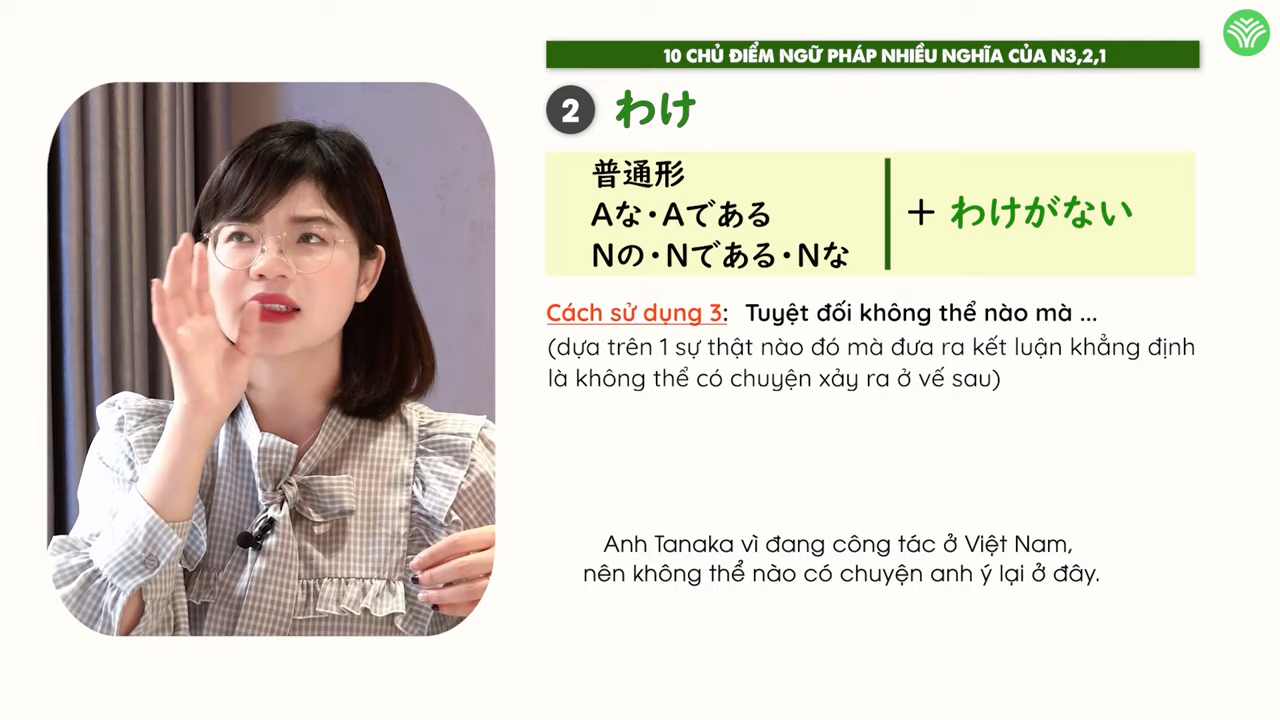 10 CHỦ ĐIỂM NGỮ PHÁP NHIỀU NGHĨA CỦA N3,2,1
2 わけ
普通形
Aな・Aである
Nの・Nである・Nな
+ わけがない
Cách sử dụng 3: Tuyệt đối không thể nào mà ...
(dựa trên 1 sự thật nào đó mà đưa ra kết luận khẳng định
là không thể có chuyện xảy ra ở vế sau)
Anh Tanaka vì đang công tác ở Việt Nam,
nên không thể nào có chuyện anh ý lại ở đây.